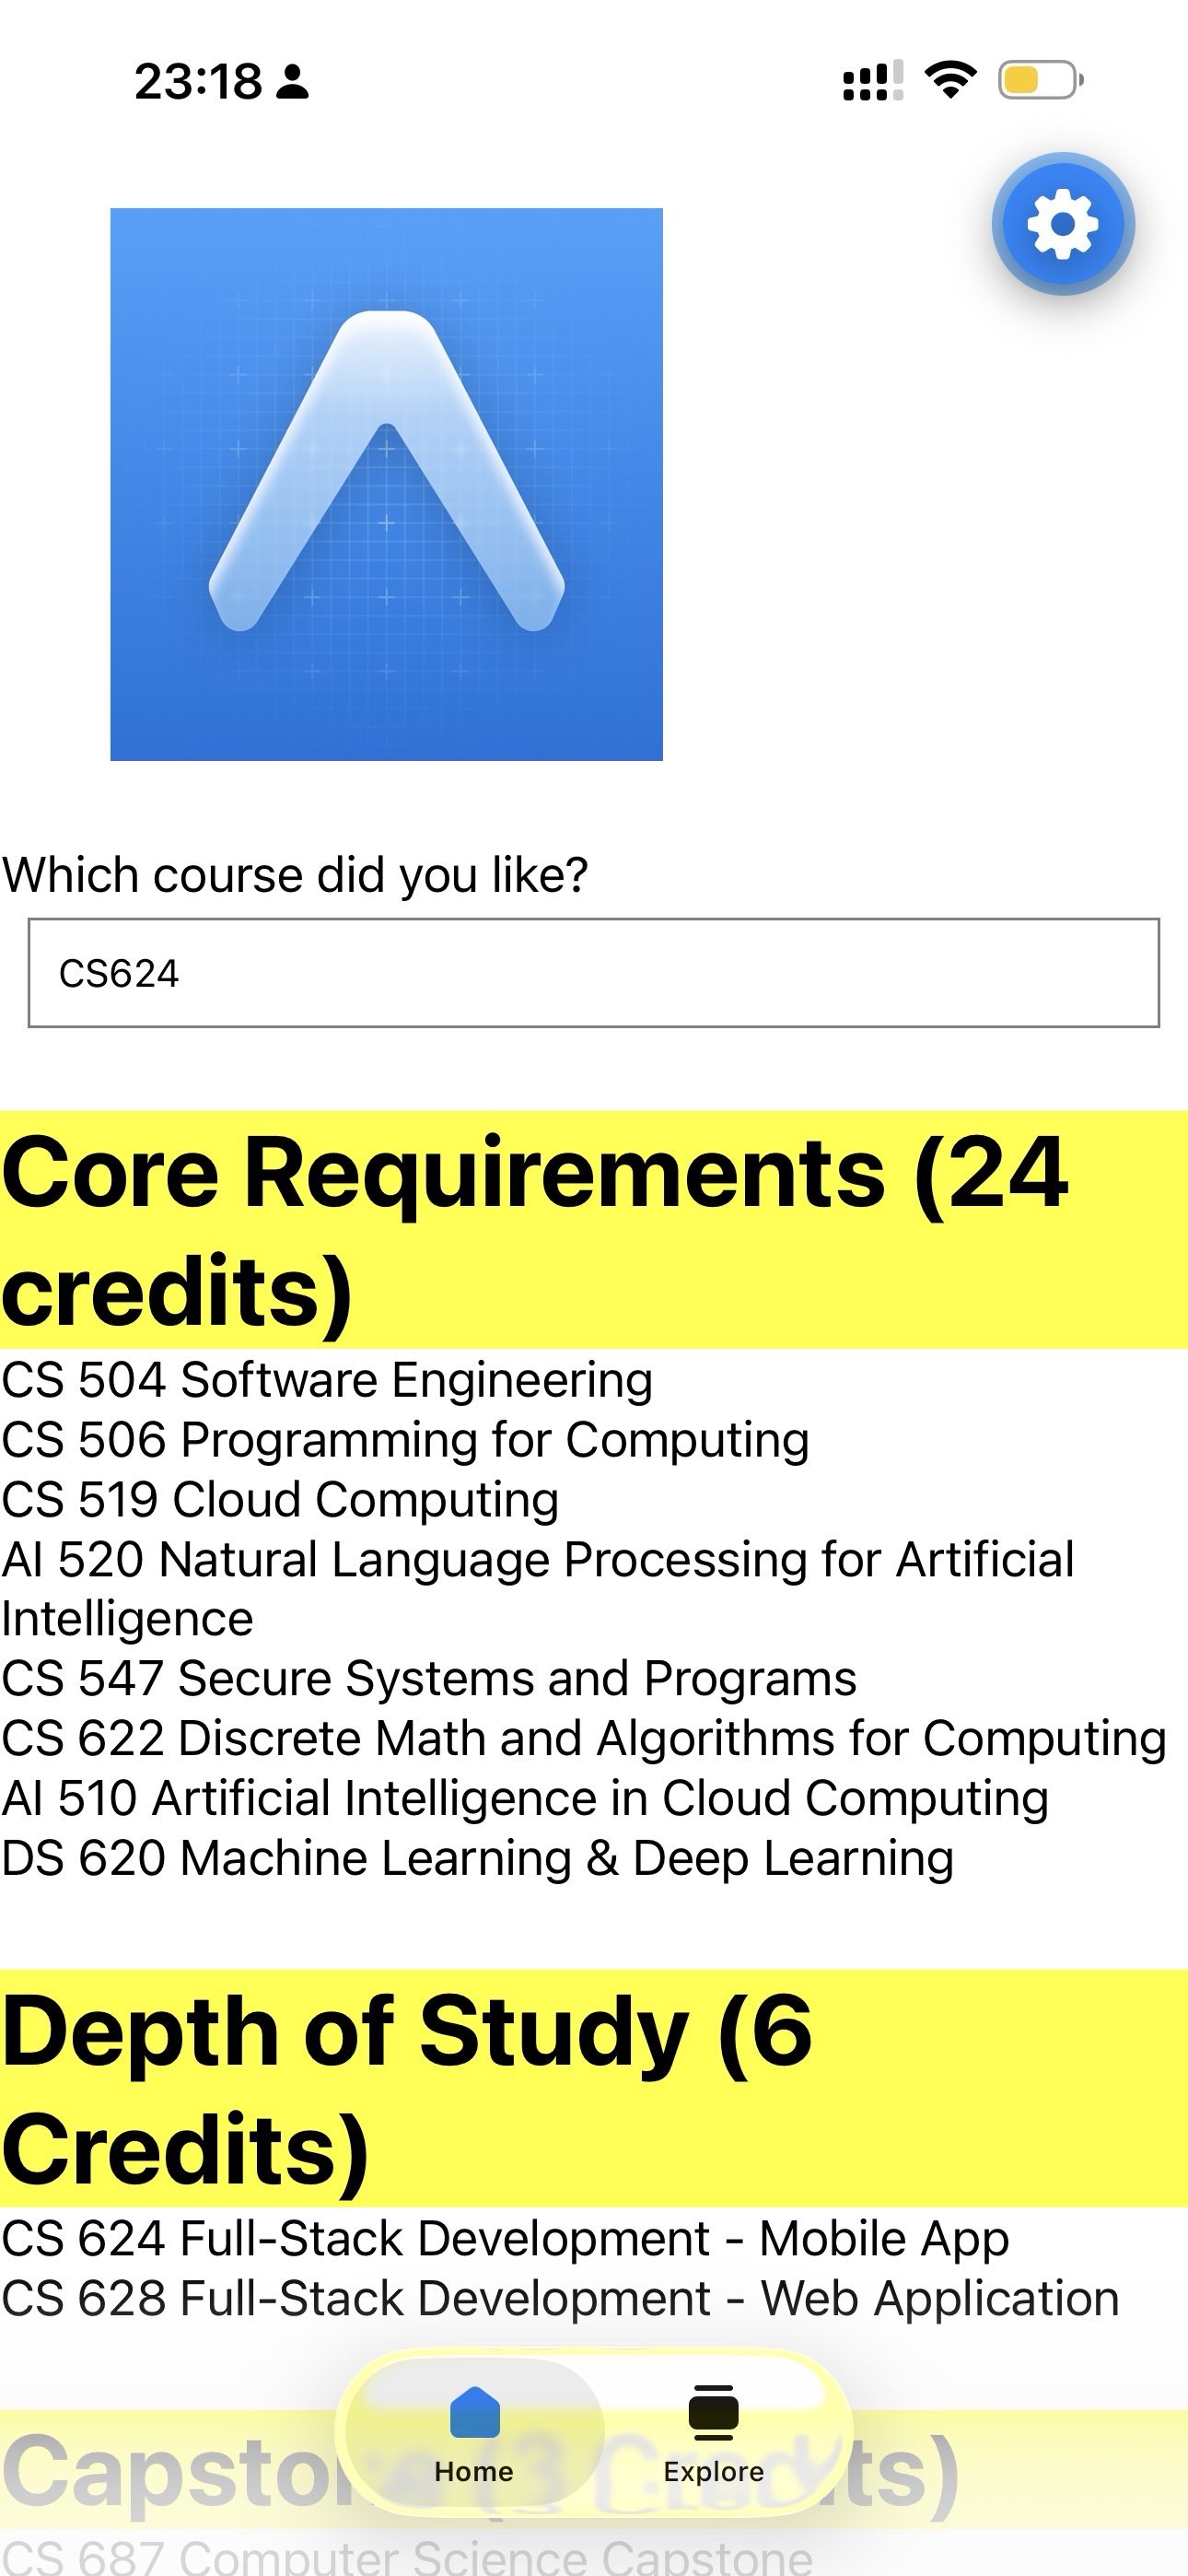 23:18
Which course did you like?
CS624
Core Requirements (24
credits)
CS 504 Software Engineering
CS 506 Programming for Computing
CS 519 Cloud Computing
AI 520 Natural Language Processing for Artificial
Intelligence
CS 547 Secure Systems and Programs
CS 622 Discrete Math and Algorithms for Computing
AI 510 Artificial Intelligence in Cloud Computing
DS 620 Machine Learning & Deep Learning
Depth of Study (6
Credits)
CS 624 Full-Stack Development - Mobile App
CS 628 Full-Stack Development - Web Application
Capstone (3 Credits)
Home
Explore
CS 687 Computer Science Capstone